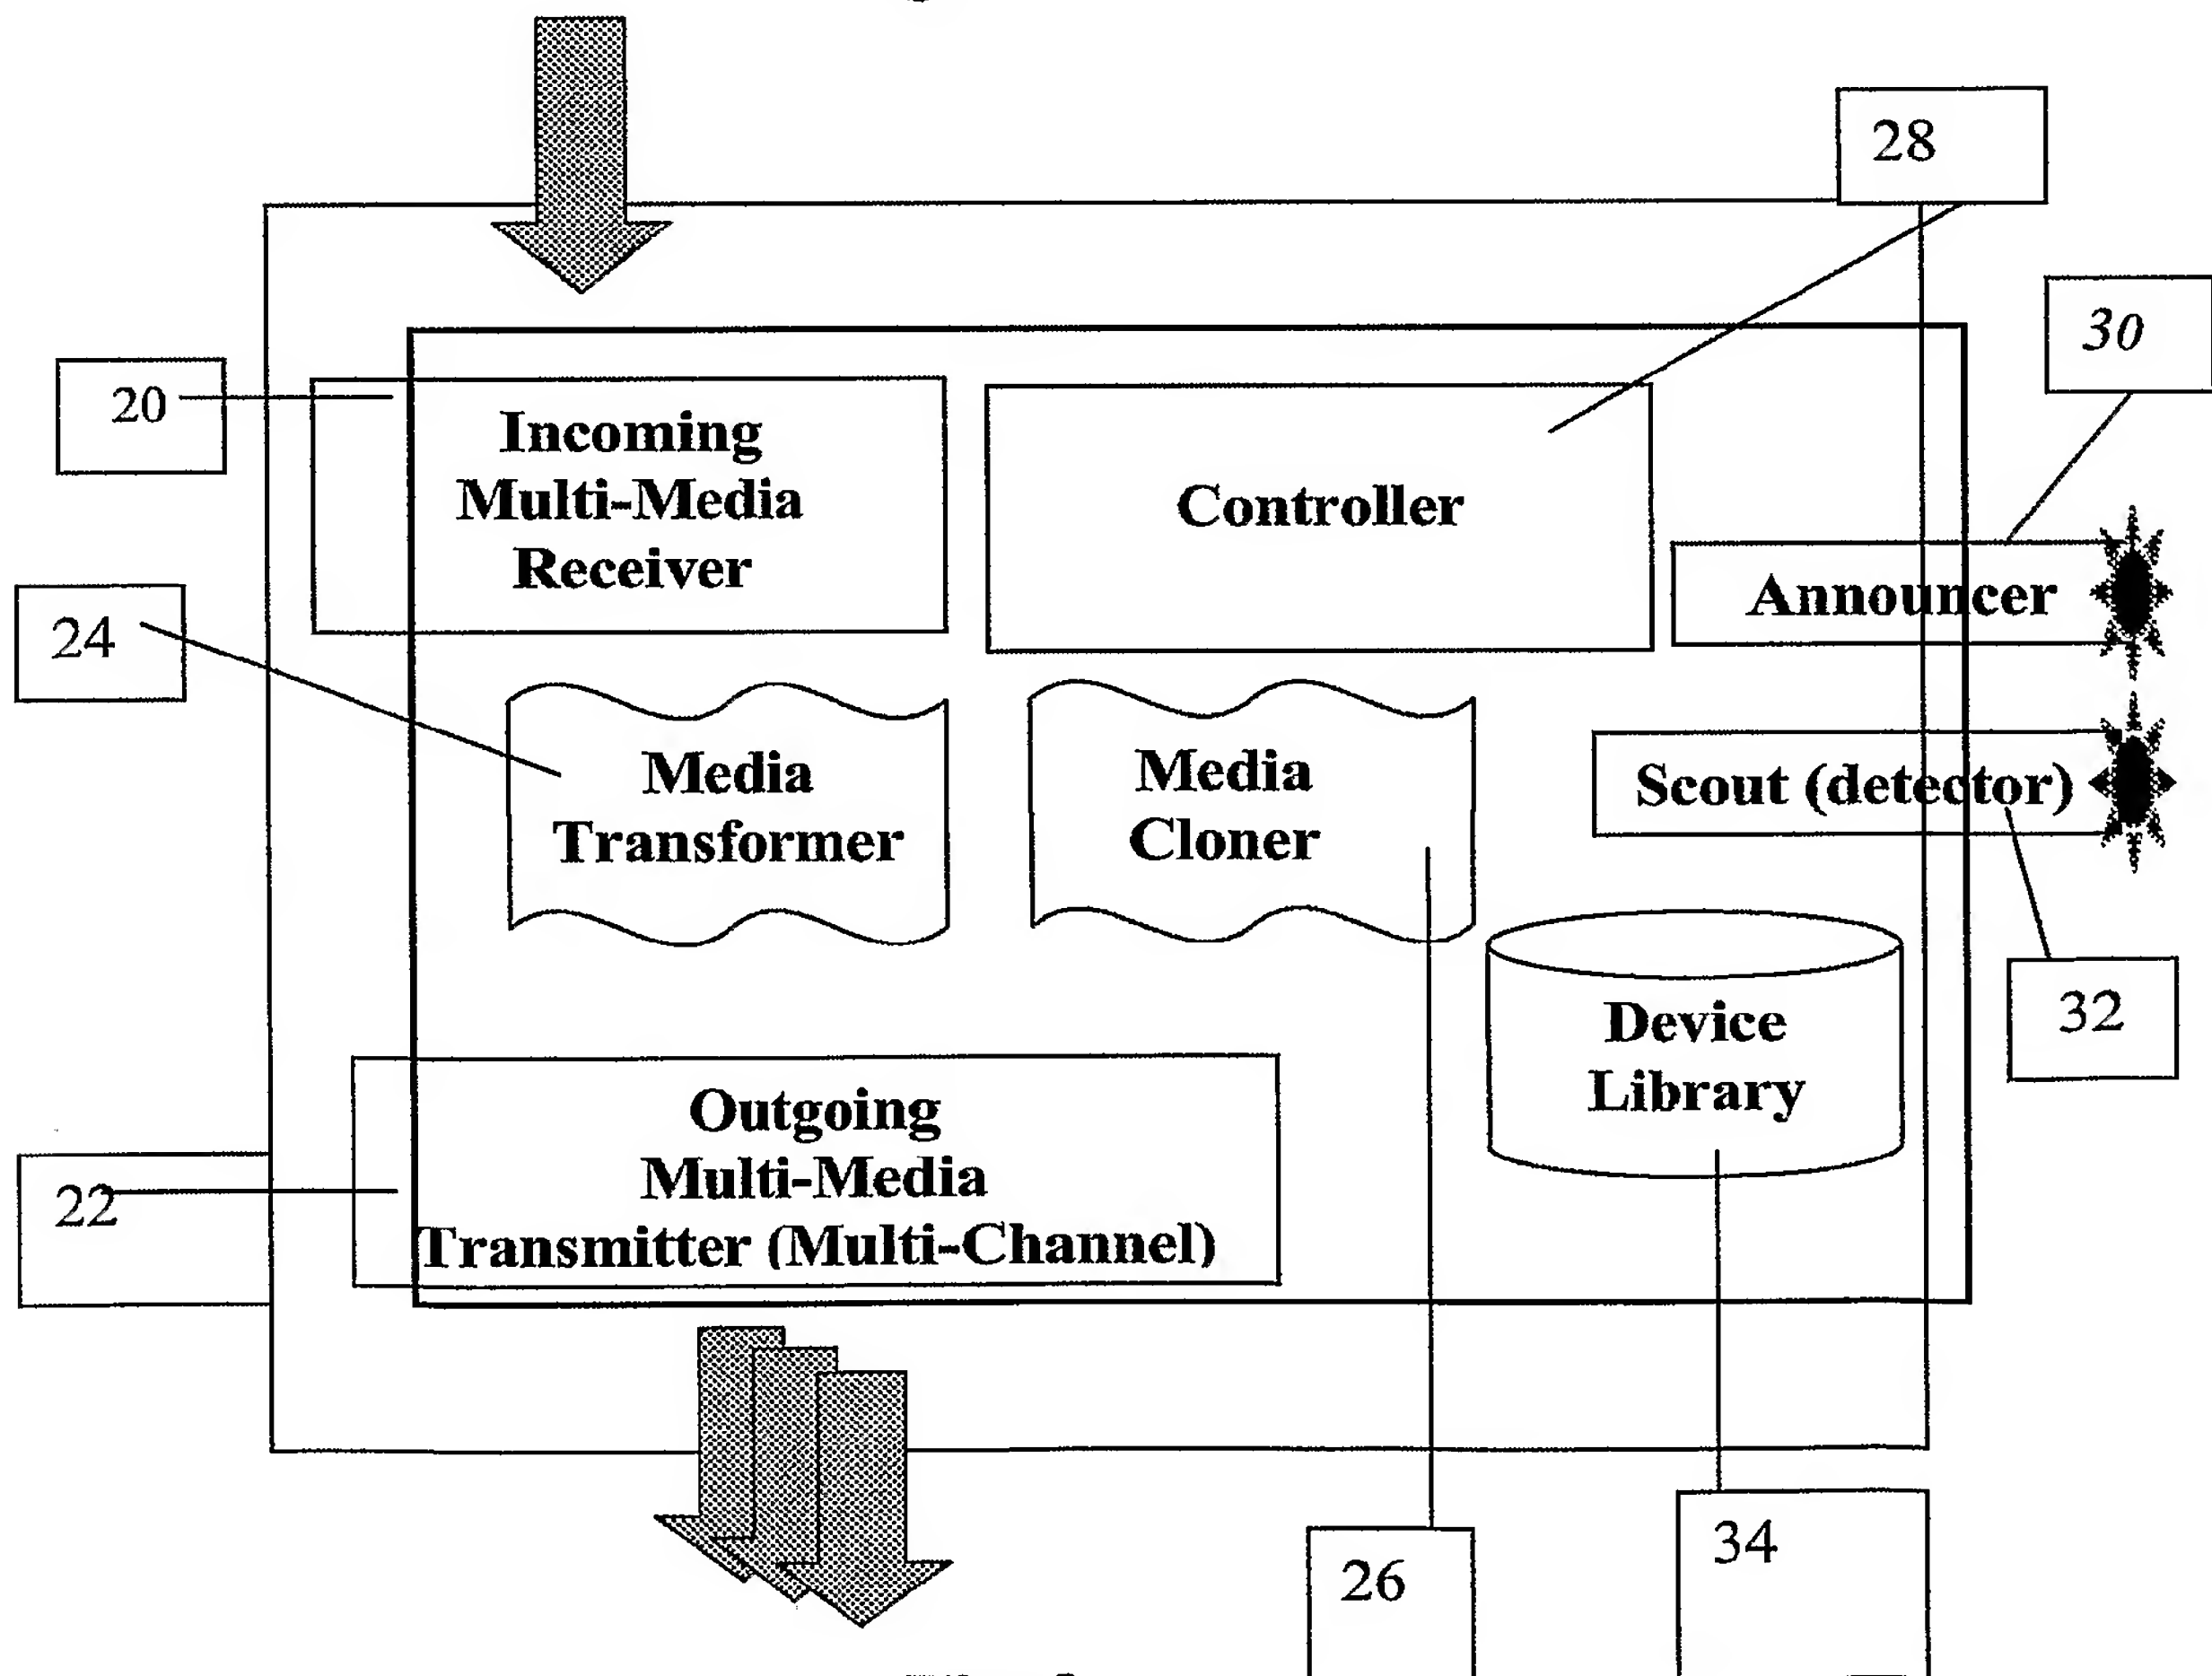 28
30
20
Incoming
Multi-Media
Receiver
Controller
Announcer
24
Media
Transformer
Media
Cloner
Scout (detector)
32
Device
Library
Outgoing
Multi-Media
Transmitter (Multi-Channel)
22
34
26